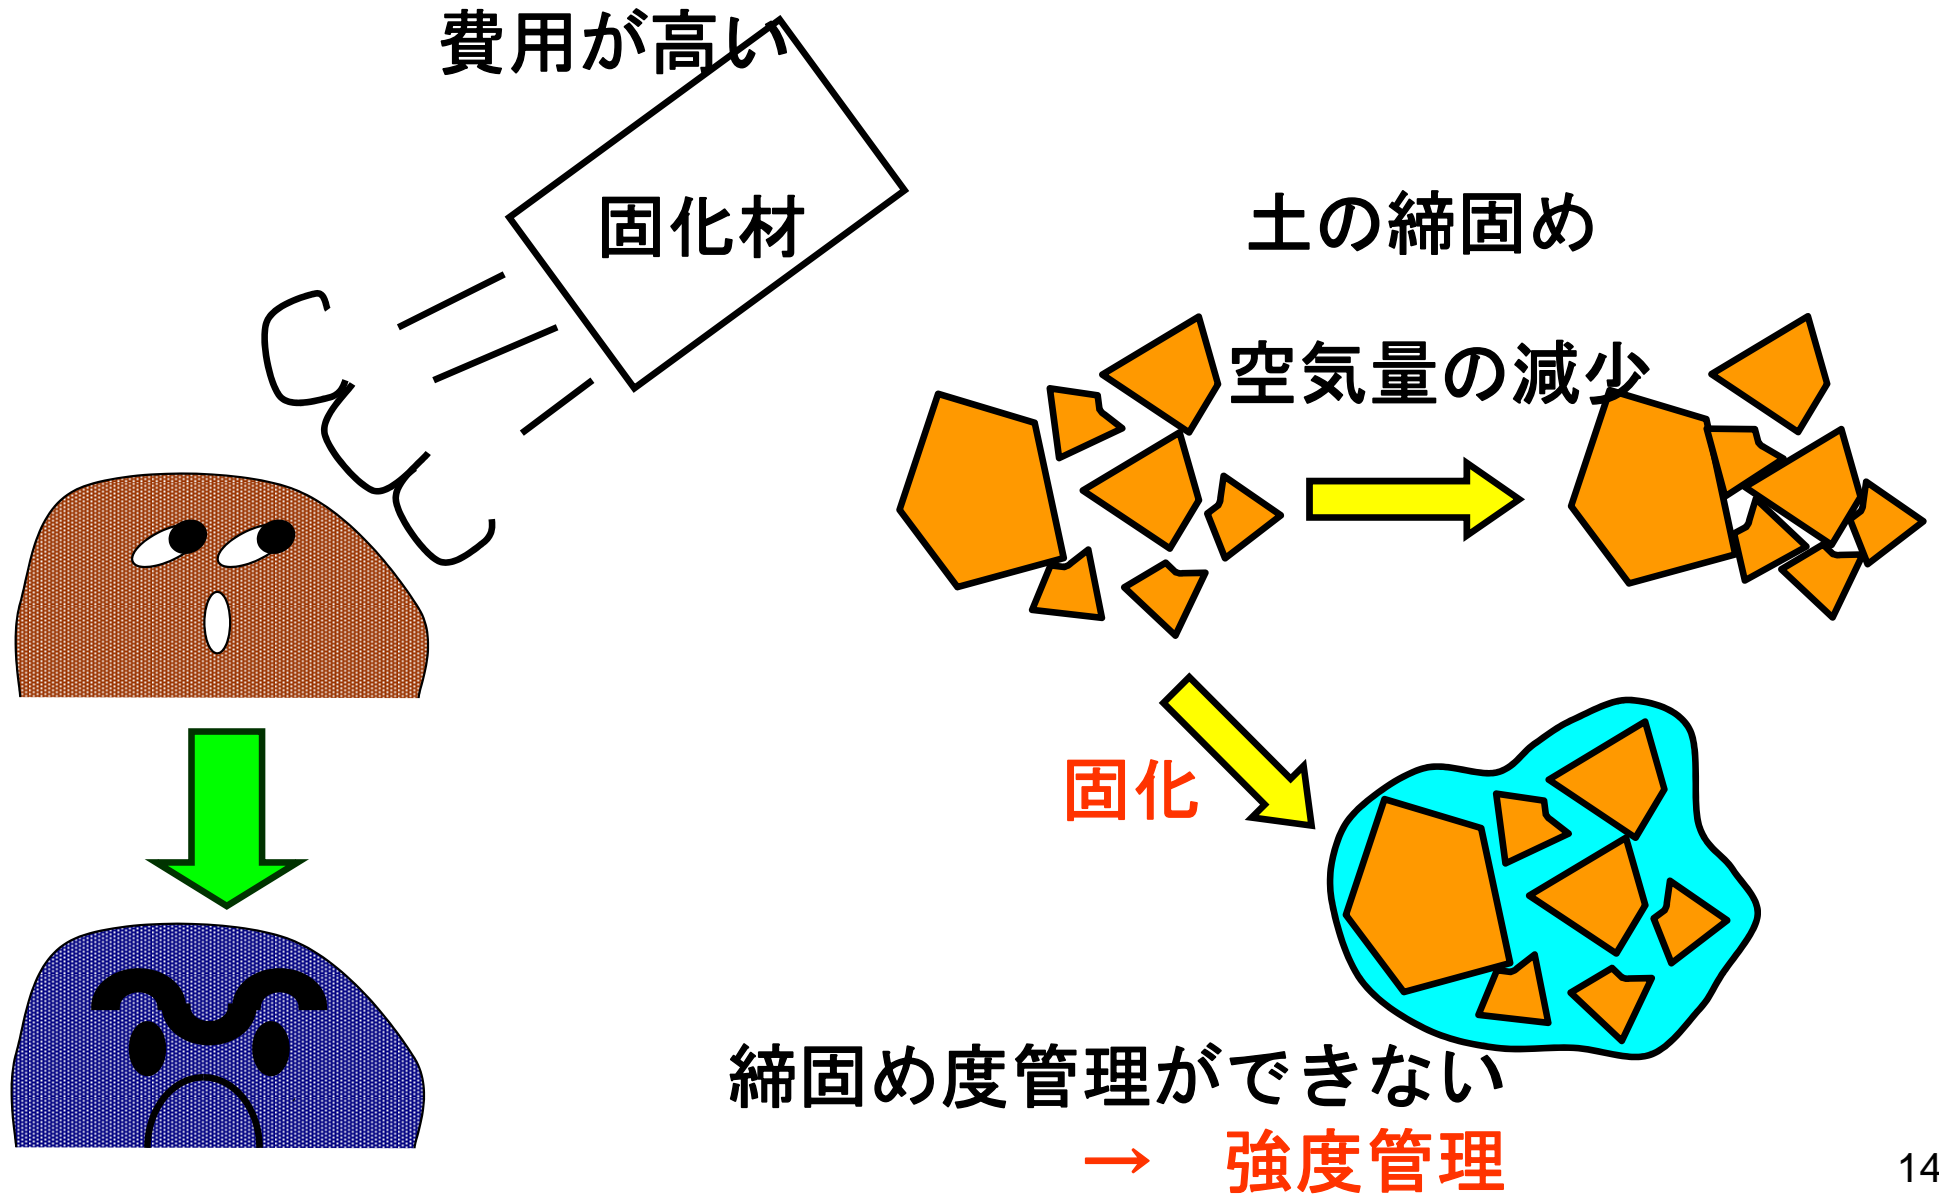 費用が高い
固化材
土の締固め
空気量の減少
固化
締固め度管理ができない
→ 強度管理
14